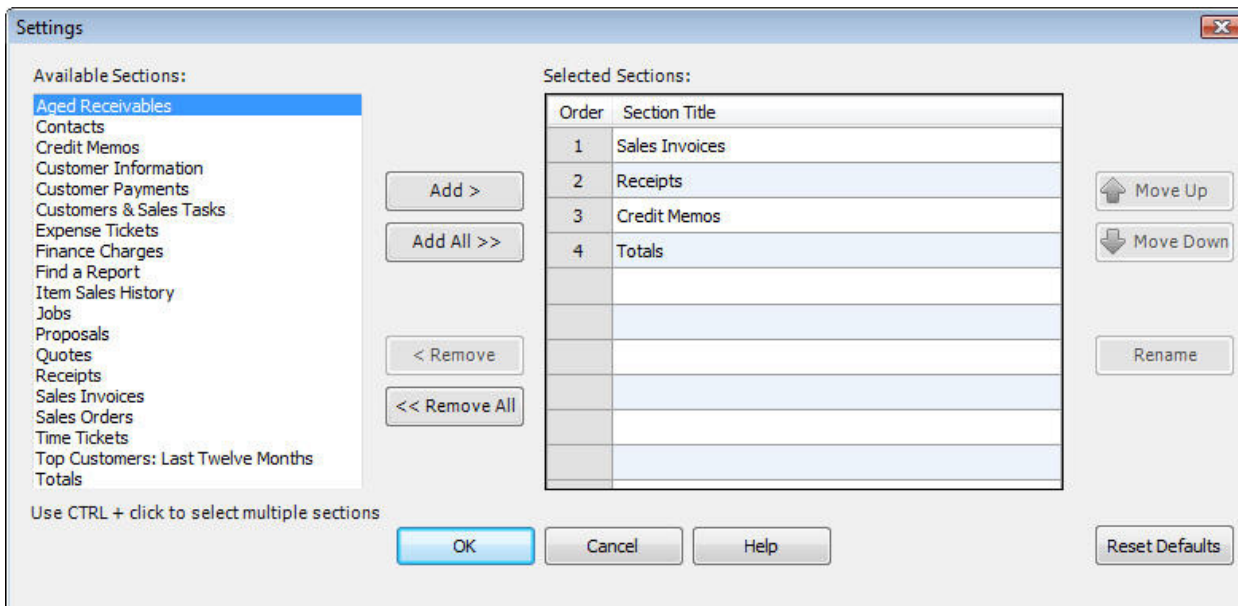 Settings
Available Sections:
Aged Receivables
Contacts
Credit Memos
Customer Information
Customer Payments
Customers & Sales Tasks
Expense Tickets
Finance Charges
Find a Report
Item Sales History
Jobs
Proposals
Quotes
Receipts
Sales Invoices
Sales Orders
Time Tickets
Top Customers: Last Twelve Months
Totals
Use CTRL + click to select multiple sections
Add >
Add All >>
< Remove
<< Remove All
Selected Sections:
Order Section Title
1 Sales Invoices
2 Receipts
3 Credit Memos
4 Totals
Move Up
Move Down
Rename
OK Cancel Help Reset Defaults